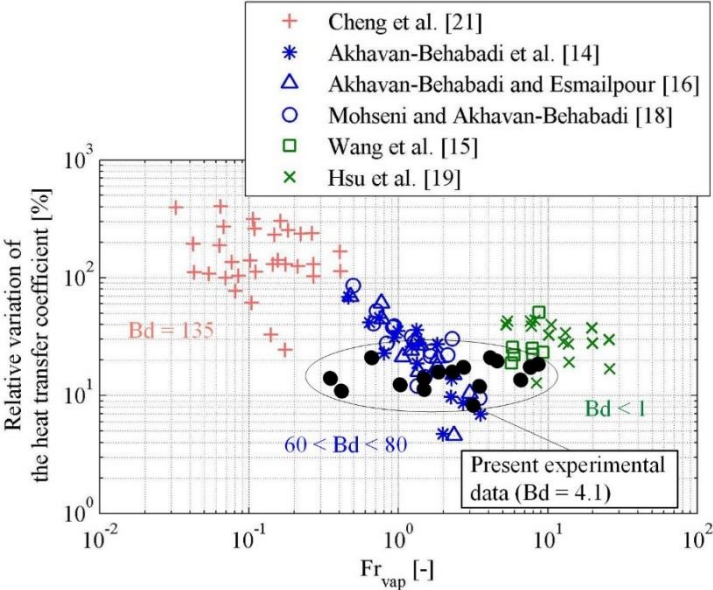 Cheng et al. [21]
Akhavan-Behabadi et al. [14]
Akhavan-Behabadi and Esmailpour [16]
Mohseni and Akhavan-Behabadi [18]
Wang et al. [15]
Hsu et al. [19]
Relative variation of
the heat transfer coefficient [%]
10³
10²
10¹
10⁰
Bd = 135
60 < Bd < 80
Bd < 1
Present experimental
data (Bd = 4.1)
10⁻² 10⁻¹ 10⁰ 10¹ 10²
Fr_vap [-]